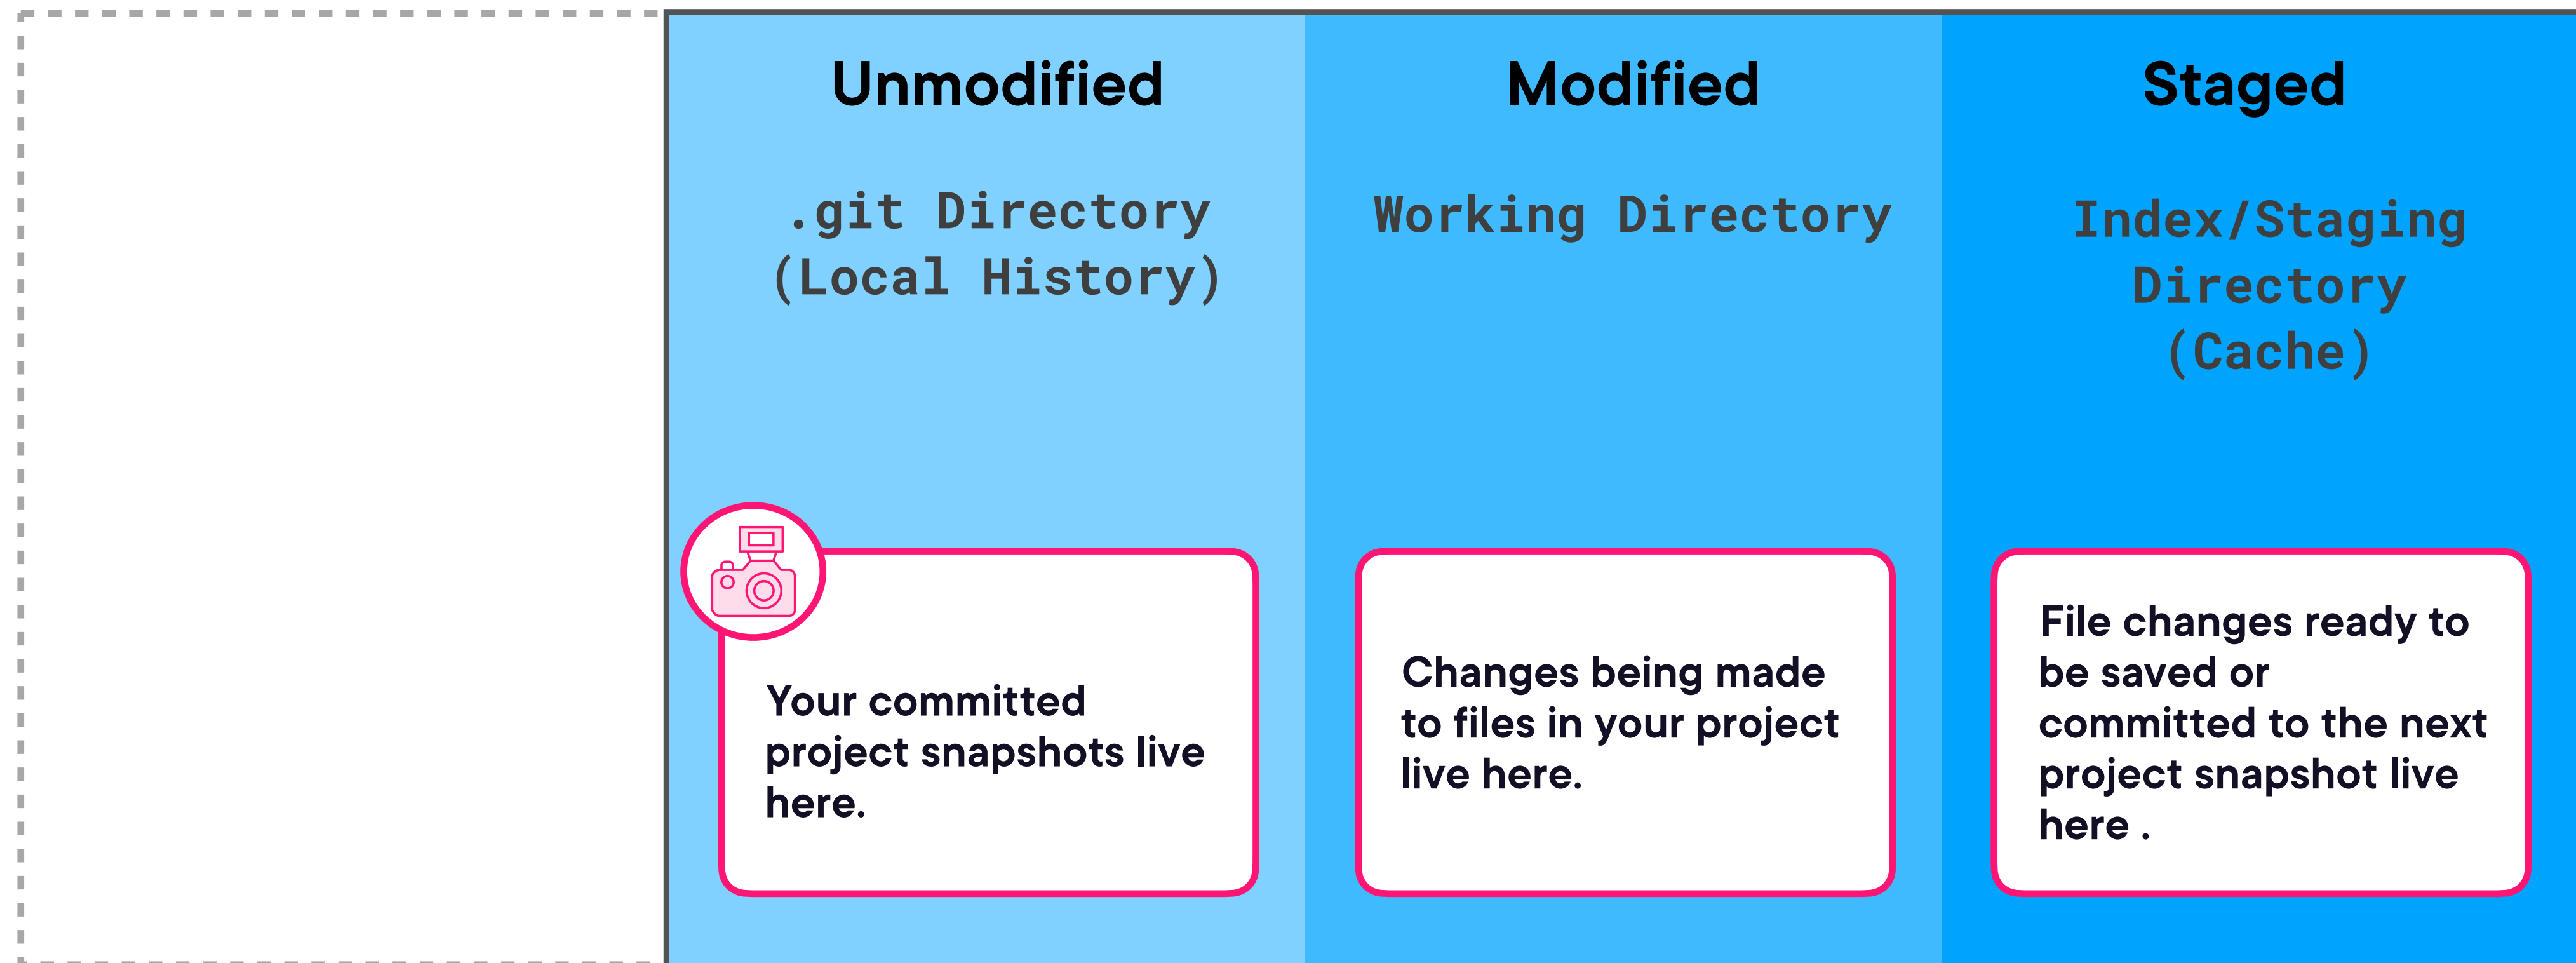 Unmodified
.git Directory
(Local History)
Your committed
project snapshots live
here.
Modified
Working Directory
Changes being made
to files in your project
live here.
Staged
Index/Staging
Directory
(Cache)
File changes ready to
be saved or
committed to the next
project snapshot live
here .